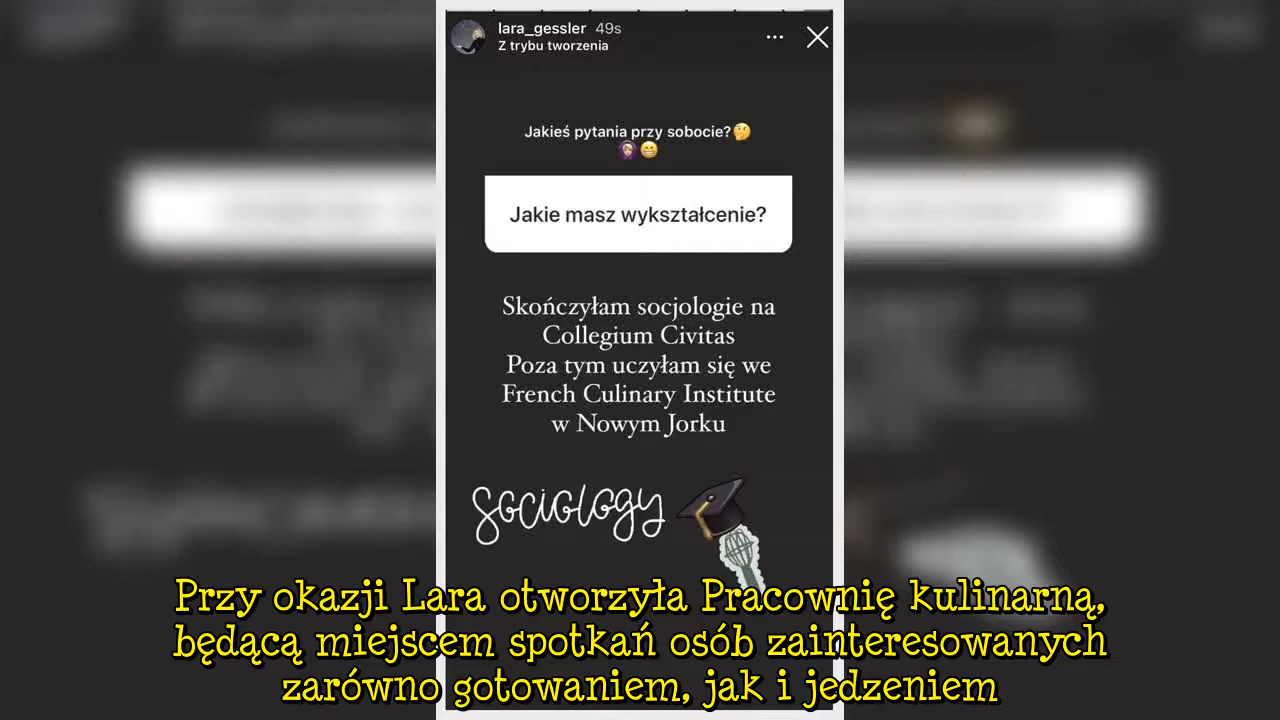 lara_gessler 49s
Z trybu tworzenia
Jakieś pytania przy sobocie?🤔
🙆🏼‍♀️😁
Jakie masz wykształcenie?
Skończyłam socjologie na
Collegium Civitas
Poza tym uczyłam się we
French Culinary Institute
w Nowym Jorku
Sociology
Przy okazji Lara otworzyła Pracownię kulinarną,
będącą miejscem spotkań osób zainteresowanych
zarówno gotowaniem, jak i jedzeniem